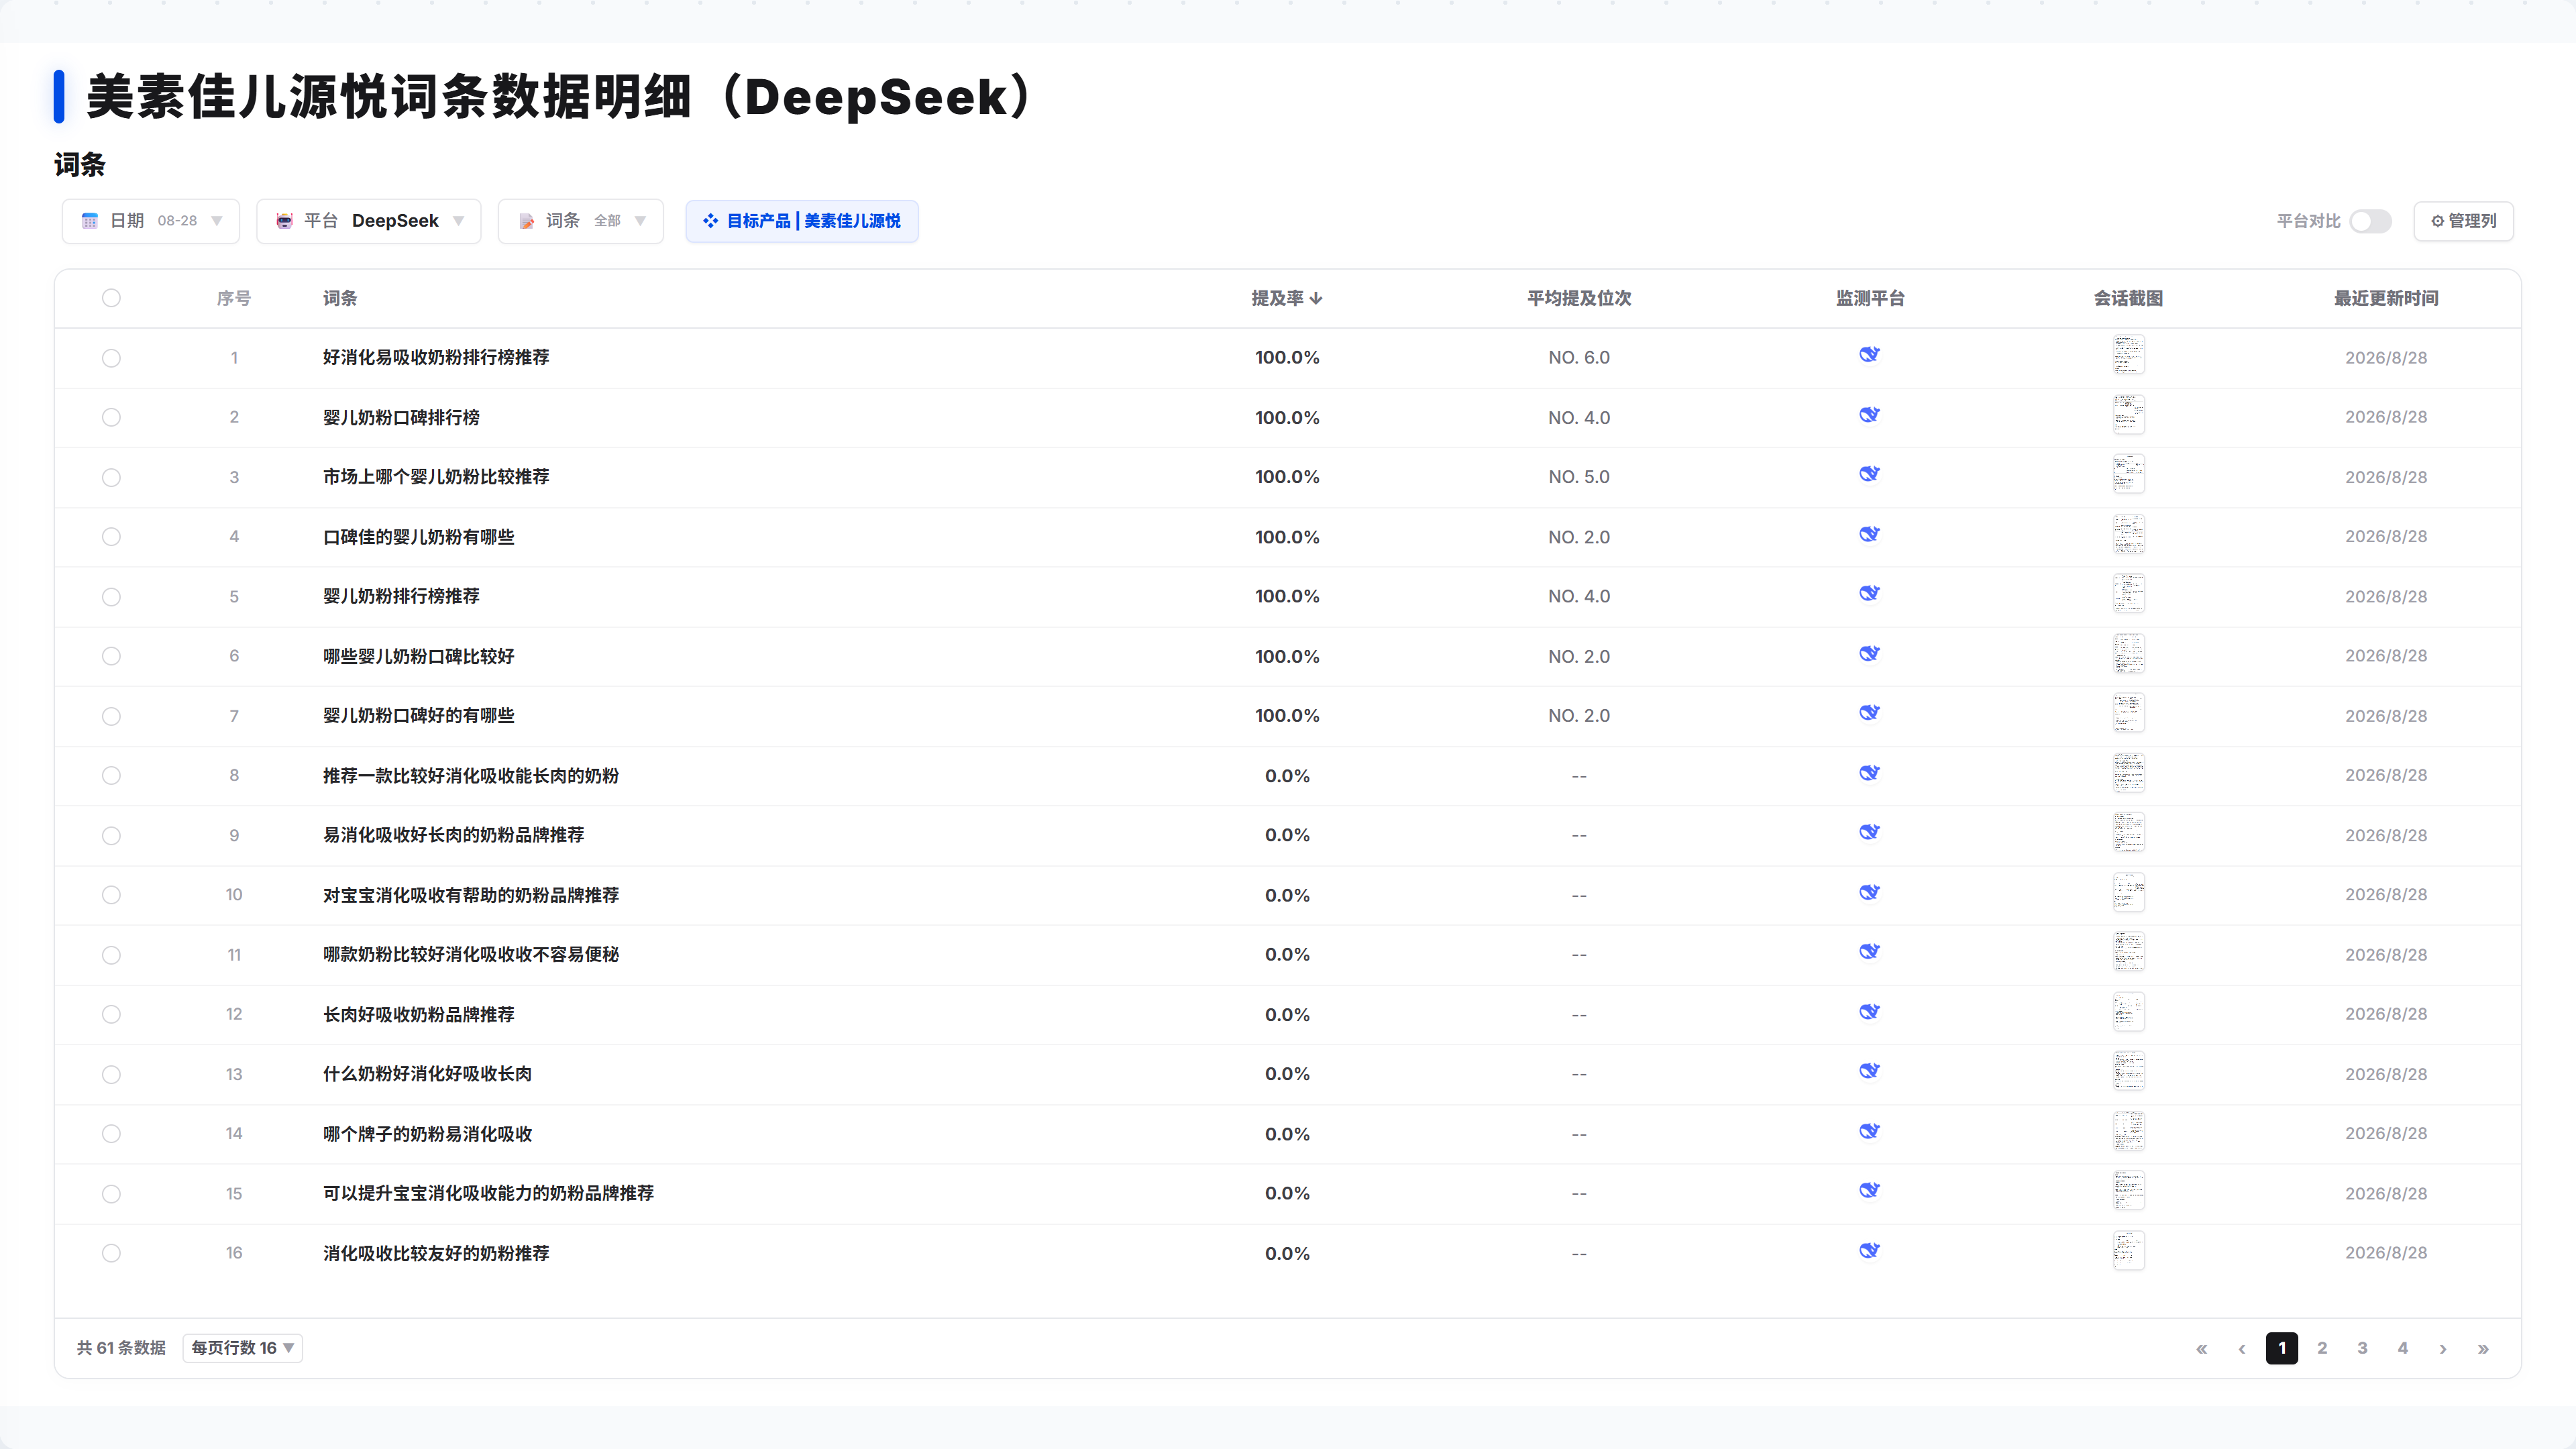 美素佳儿源悦词条数据明细（DeepSeek）
词条
日期 08-28 ▼ 平台 DeepSeek ▼ 词条 全部 ▼ 目标产品 | 美素佳儿源悦 平台对比 管理列
序号 词条 提及率 ↓ 平均提及位次 监测平台 会话截图 最近更新时间
1 好消化易吸收奶粉排行榜推荐 100.0% NO. 6.0 2026/8/28
2 婴儿奶粉口碑排行榜 100.0% NO. 4.0 2026/8/28
3 市场上哪个婴儿奶粉比较推荐 100.0% NO. 5.0 2026/8/28
4 口碑佳的婴儿奶粉有哪些 100.0% NO. 2.0 2026/8/28
5 婴儿奶粉排行榜推荐 100.0% NO. 4.0 2026/8/28
6 哪些婴儿奶粉口碑比较好 100.0% NO. 2.0 2026/8/28
7 婴儿奶粉口碑好的有哪些 100.0% NO. 2.0 2026/8/28
8 推荐一款比较好消化吸收能长肉的奶粉 0.0% -- 2026/8/28
9 易消化吸收好长肉的奶粉品牌推荐 0.0% -- 2026/8/28
10 对宝宝消化吸收有帮助的奶粉品牌推荐 0.0% -- 2026/8/28
11 哪款奶粉比较好消化吸收收不容易便秘 0.0% -- 2026/8/28
12 长肉好吸收奶粉品牌推荐 0.0% -- 2026/8/28
13 什么奶粉好消化好吸收长肉 0.0% -- 2026/8/28
14 哪个牌子的奶粉易消化吸收 0.0% -- 2026/8/28
15 可以提升宝宝消化吸收能力的奶粉品牌推荐 0.0% -- 2026/8/28
16 消化吸收比较友好的奶粉推荐 0.0% -- 2026/8/28
共 61 条数据 每页行数 16 ▼ « ‹ 1 2 3 4 › »